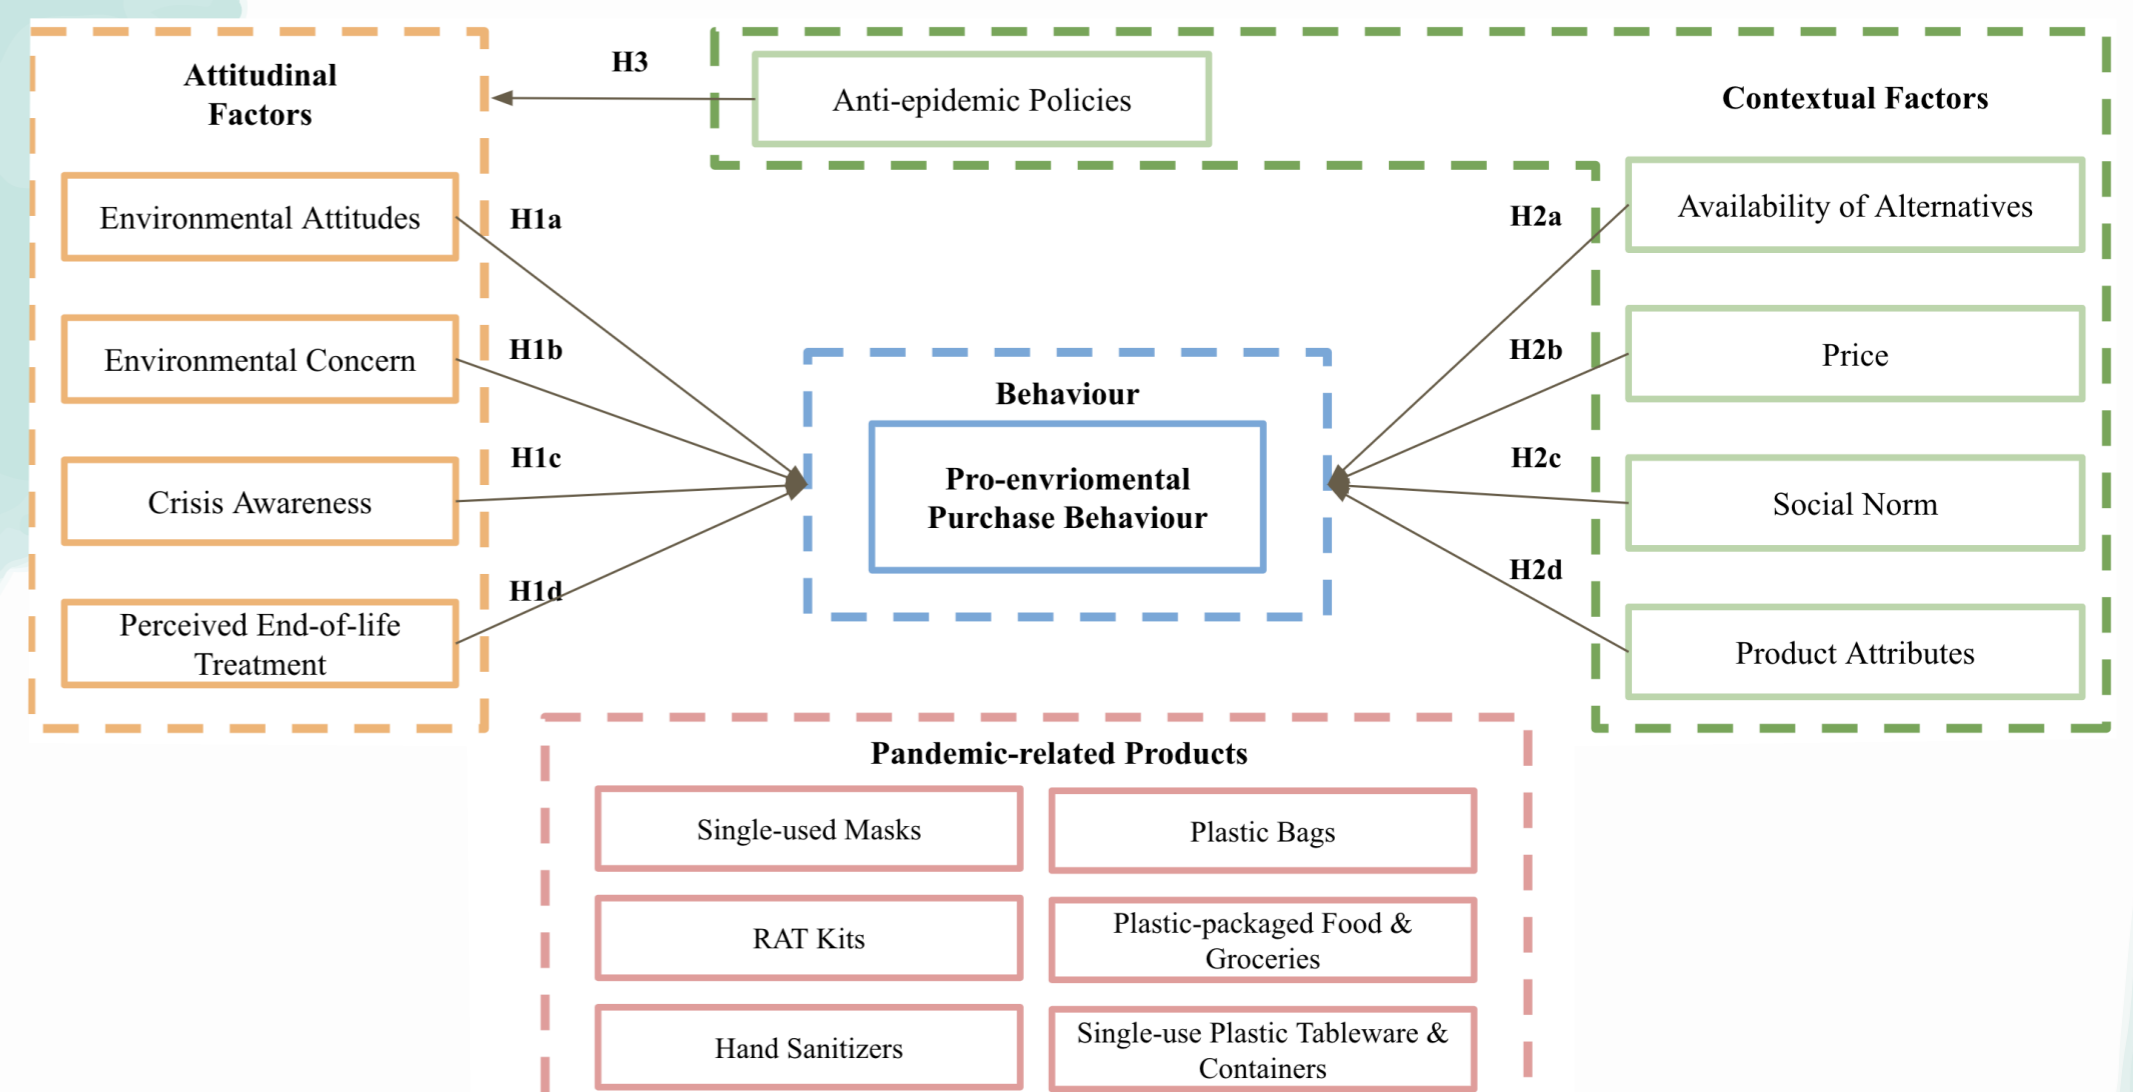 Attitudinal
Factors
Environmental Attitudes
Environmental Concern
Crisis Awareness
Perceived End-of-life
Treatment
H3
H1a
H1b
H1c
H1d
Anti-epidemic Policies
Contextual Factors
Availability of Alternatives
Price
Social Norm
Product Attributes
H2a
H2b
H2c
H2d
Behaviour
Pro-envriomental
Purchase Behaviour
Pandemic-related Products
Single-used Masks
Plastic Bags
RAT Kits
Plastic-packaged Food &
Groceries
Hand Sanitizers
Single-use Plastic Tableware &
Containers